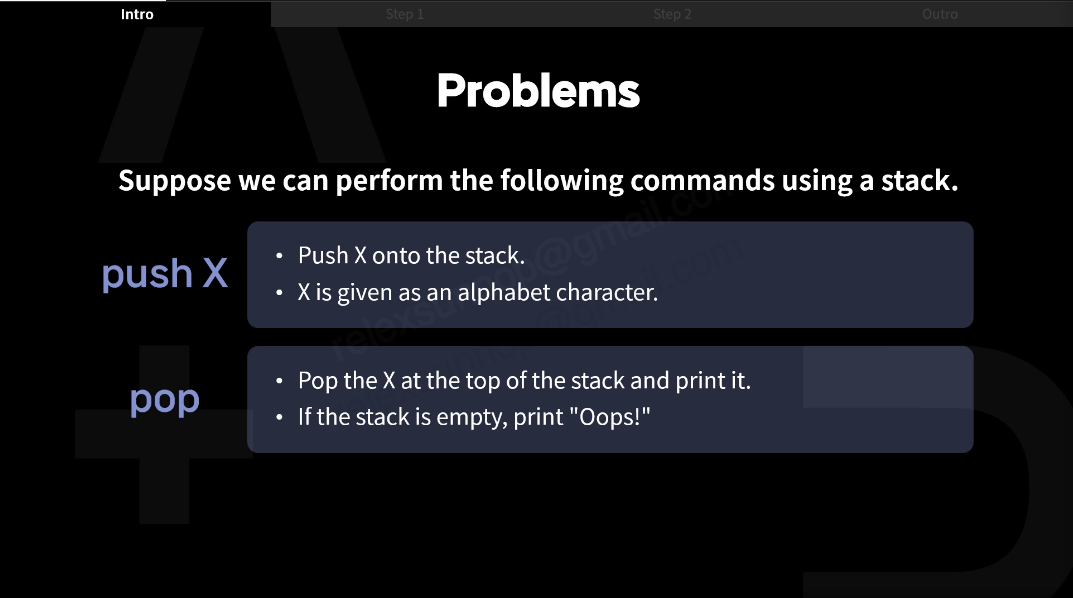 Intro
Step 1
Step 2
Outro
Problems
Suppose we can perform the following commands using a stack.
push X
• Push X onto the stack.
• X is given as an alphabet character.
pop
• Pop the X at the top of the stack and print it.
• If the stack is empty, print "Oops!"